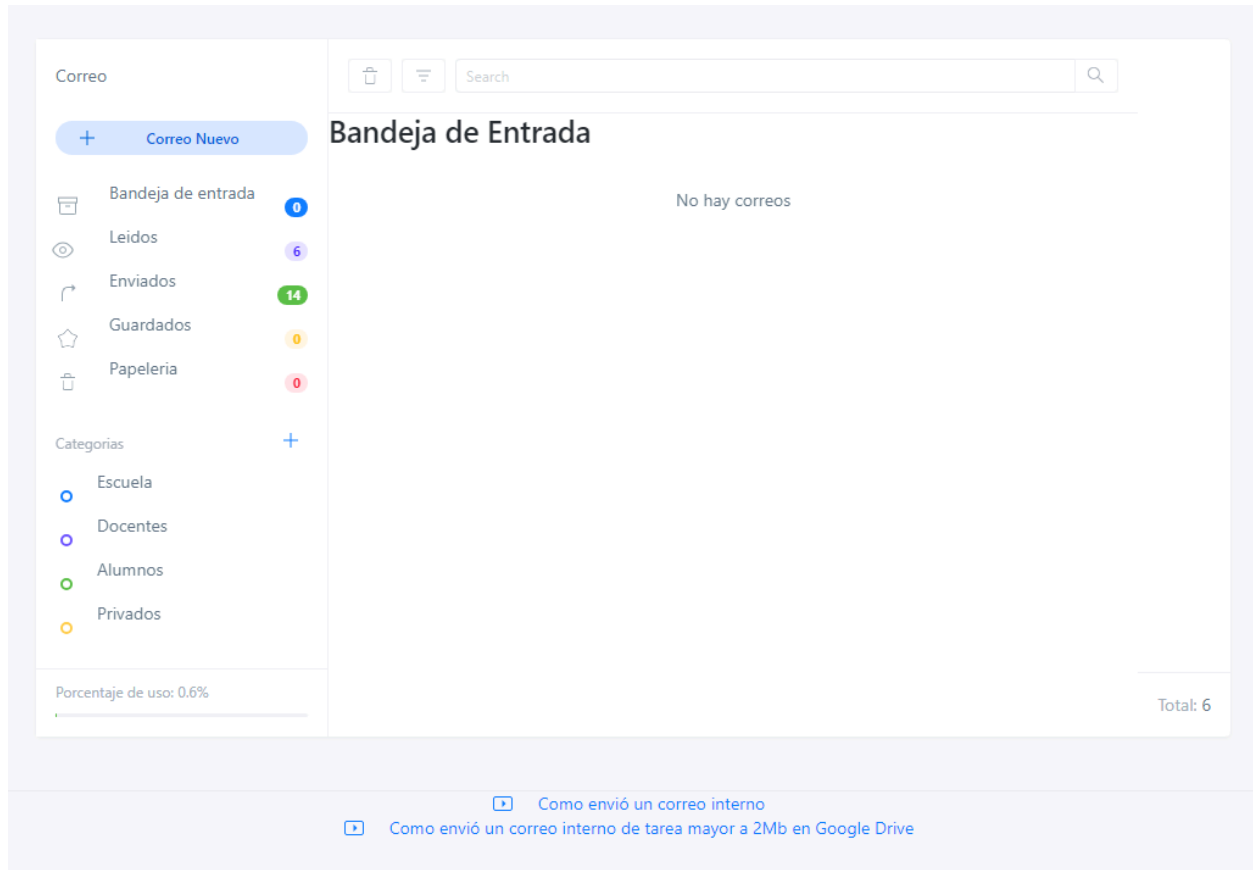 Correo
Search
Correo Nuevo
Bandeja de Entrada
Bandeja de entrada
0
No hay correos
Leidos
6
Enviados
14
Guardados
0
Papeleria
0
Categorias
Escuela
Docentes
Alumnos
Privados
Porcentaje de uso: 0.6%
Total: 6
Como envió un correo interno
Como envió un correo interno de tarea mayor a 2Mb en Google Drive